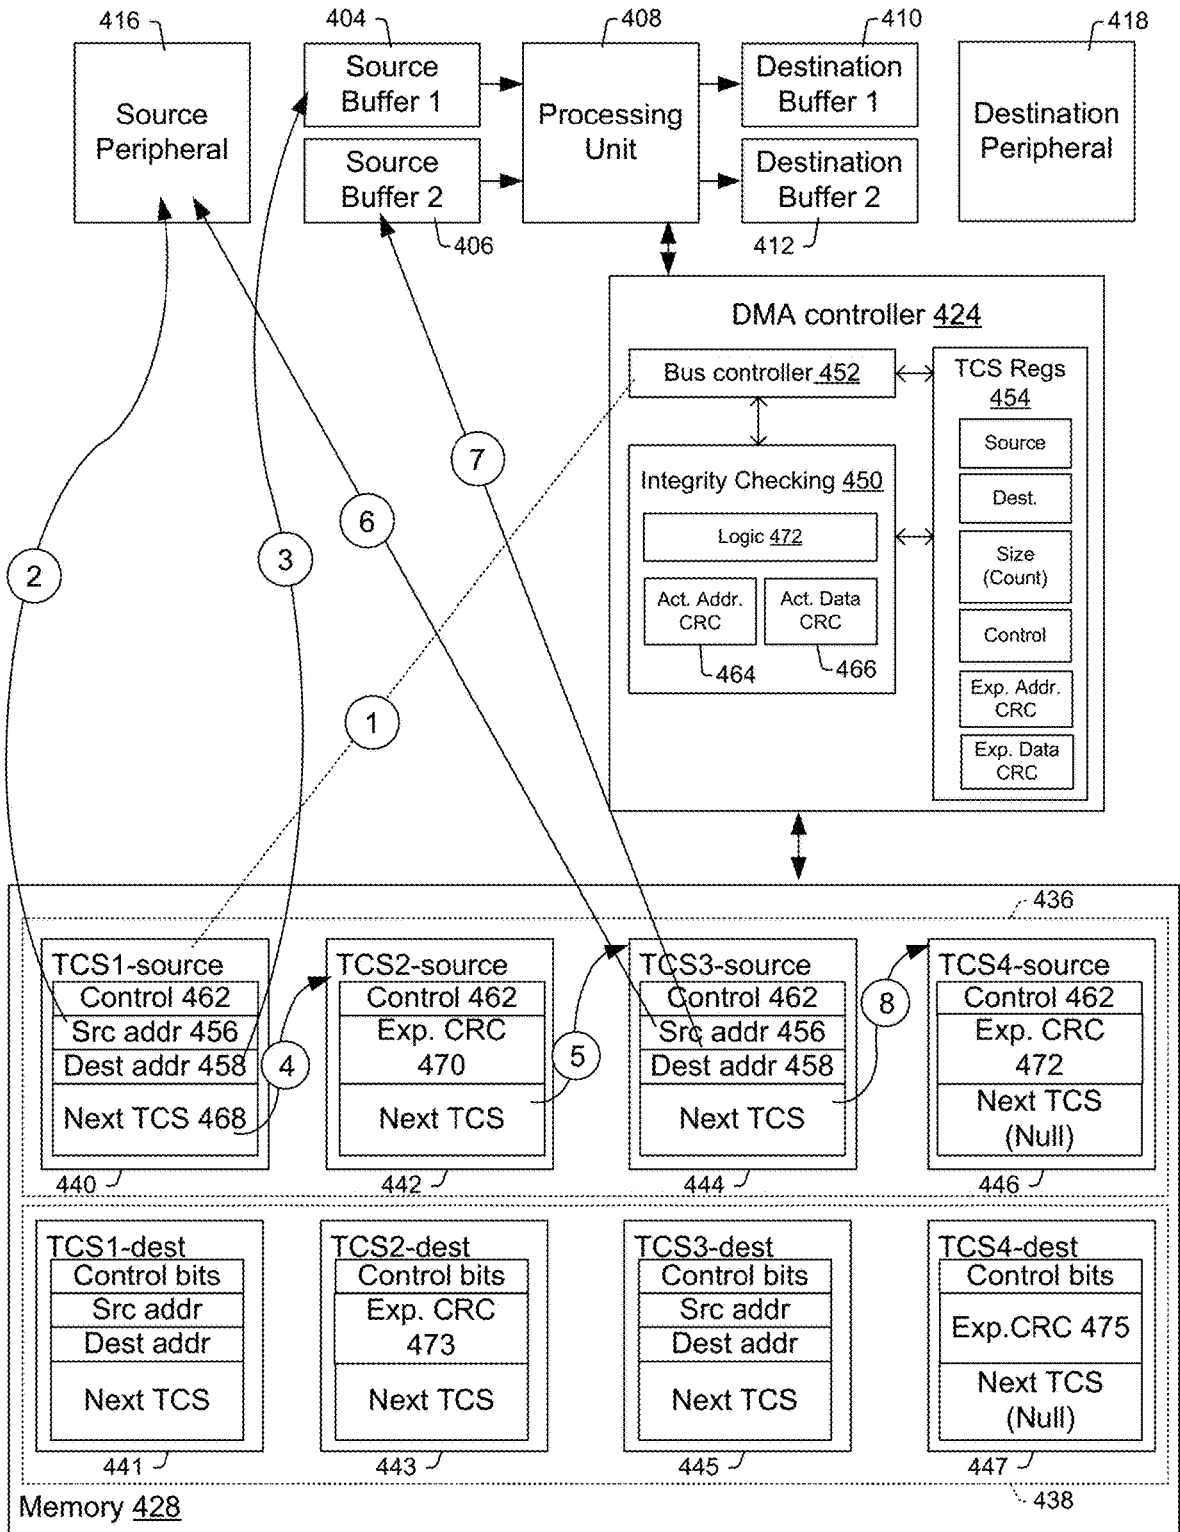 416
404
408
410
418
Source
Peripheral
Source
Buffer 1
Source
Buffer 2
Processing
Unit
Destination
Buffer 1
Destination
Buffer 2
Destination
Peripheral
406
412
DMA controller 424
Bus controller 452
TCS Regs
454
Source
Dest.
Size
(Count)
Control
Exp. Addr.
CRC
Exp. Data
CRC
Integrity Checking 450
Logic 472
Act. Addr.
CRC
Act. Data
CRC
464
466
7
6
3
2
1
436
TCS1-source
Control 462
Src addr 456
Dest addr 458
Next TCS 468
440
4
TCS2-source
Control 462
Exp. CRC
470
Next TCS
442
5
TCS3-source
Control 462
Src addr 456
Dest addr 458
Next TCS
444
8
TCS4-source
Control 462
Exp. CRC
472
Next TCS
(Null)
446
TCS1-dest
Control bits
Src addr
Dest addr
Next TCS
441
TCS2-dest
Control bits
Exp. CRC
473
Next TCS
443
TCS3-dest
Control bits
Src addr
Dest addr
Next TCS
445
TCS4-dest
Control bits
Exp.CRC 475
Next TCS
(Null)
447
438
Memory 428